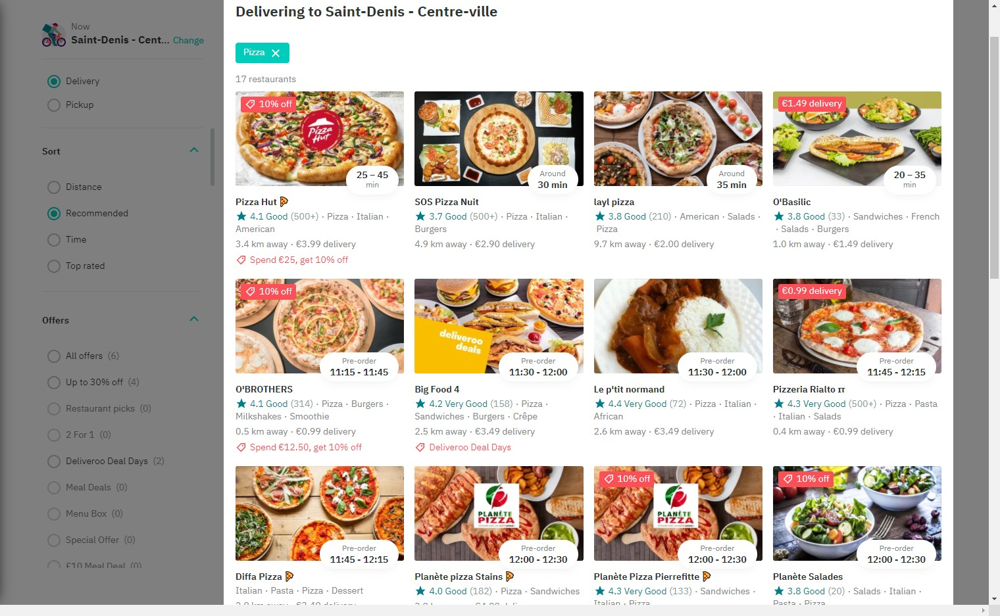 Delivering to Saint-Denis - Centre-ville
Now
Saint-Denis - Cent... Change
Delivery
Pickup
Sort
Distance
Recommended
Time
Top rated
Offers
All offers (6)
Up to 30% off (4)
Restaurant picks (0)
2 For 1 (0)
Deliveroo Deal Days (2)
Meal Deals (0)
Menu Box (0)
Special Offer (0)
£10 Meal Deal (0)
Pizza
17 restaurants
10% off
Pizza Hut
25 – 45
min
Pizza Hut
4.1 Good (500+) · Pizza · Italian ·
American
3.4 km away · €3.99 delivery
Spend €25, get 10% off
Around
30 min
SOS Pizza Nuit
3.7 Good (500+) · Pizza · Italian ·
Burgers
4.9 km away · €2.90 delivery
Around
35 min
layl pizza
3.8 Good (210) · American · Salads ·
Pizza
9.7 km away · €2.00 delivery
€1.49 delivery
20 – 35
min
O'Basilic
3.8 Good (33) · Sandwiches · French
· Salads · Burgers
1.0 km away · €1.49 delivery
10% off
Pre-order
11:15 - 11:45
O'BROTHERS
4.1 Good (314) · Pizza · Burgers ·
Milkshakes · Smoothie
0.5 km away · €0.99 delivery
Spend €12.50, get 10% off
deliveroo
deals
Pre-order
11:30 - 12:00
Big Food 4
4.2 Very Good (158) · Pizza ·
Sandwiches · Burgers · Crêpe
2.5 km away · €3.49 delivery
Deliveroo Deal Days
Pre-order
11:30 - 12:00
Le p'tit normand
4.4 Very Good (72) · Pizza · Italian ·
African
2.6 km away · €3.49 delivery
€0.99 delivery
Pre-order
11:45 - 12:15
Pizzeria Rialto
4.3 Very Good (500+) · Pizza · Pasta
· Italian · Salads
0.4 km away · €0.99 delivery
Pre-order
11:45 - 12:15
Diffa Pizza
Italian · Pasta · Pizza · Dessert
PLANÈTE
PIZZA
Pre-order
12:00 - 12:30
Planète pizza Stains
4.0 Good (182) · Pizza · Sandwiches
10% off
PLANÈTE
PIZZA
Pre-order
12:00 - 12:30
Planète Pizza Pierrefitte
4.3 Very Good (133) · Sandwiches ·
Italian · Pizza
10% off
Pre-order
12:00 - 12:30
Planète Salades
3.8 Good (20) · Salads · Italian ·
Pasta · Pizza